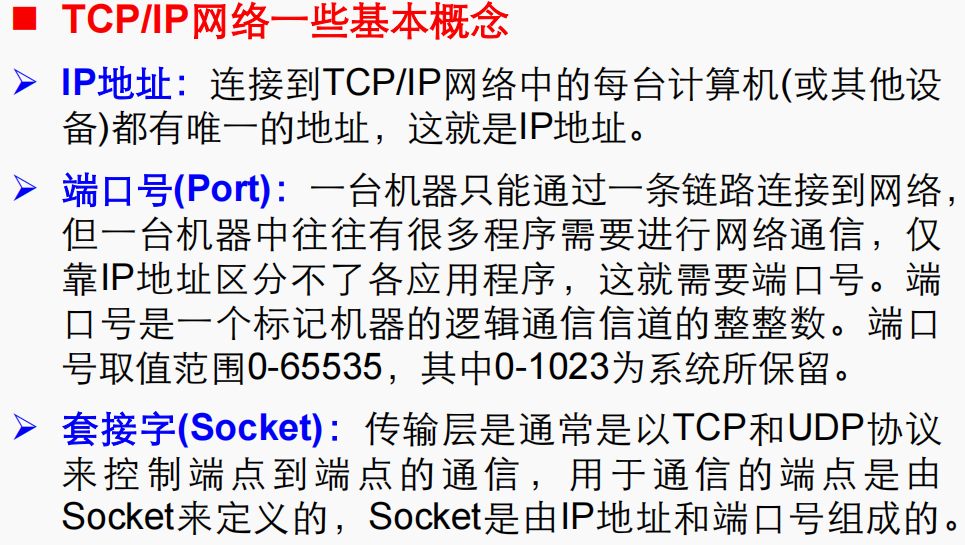 TCP/IP网络一些基本概念
IP地址：连接到TCP/IP网络中的每台计算机(或其他设
备)都有唯一的地址，这就是IP地址。
端口号(Port)：一台机器只能通过一条链路连接到网络，
但一台机器中往往有很多程序需要进行网络通信，仅
靠IP地址区分不了各应用程序，这就需要端口号。端
口号是一个标记机器的逻辑通信信道的整整数。端口
号取值范围0-65535，其中0-1023为系统所保留。
套接字(Socket)：传输层是通常是以TCP和UDP协议
来控制端点到端点的通信，用于通信的端点是由
Socket来定义的，Socket是由IP地址和端口号组成的。